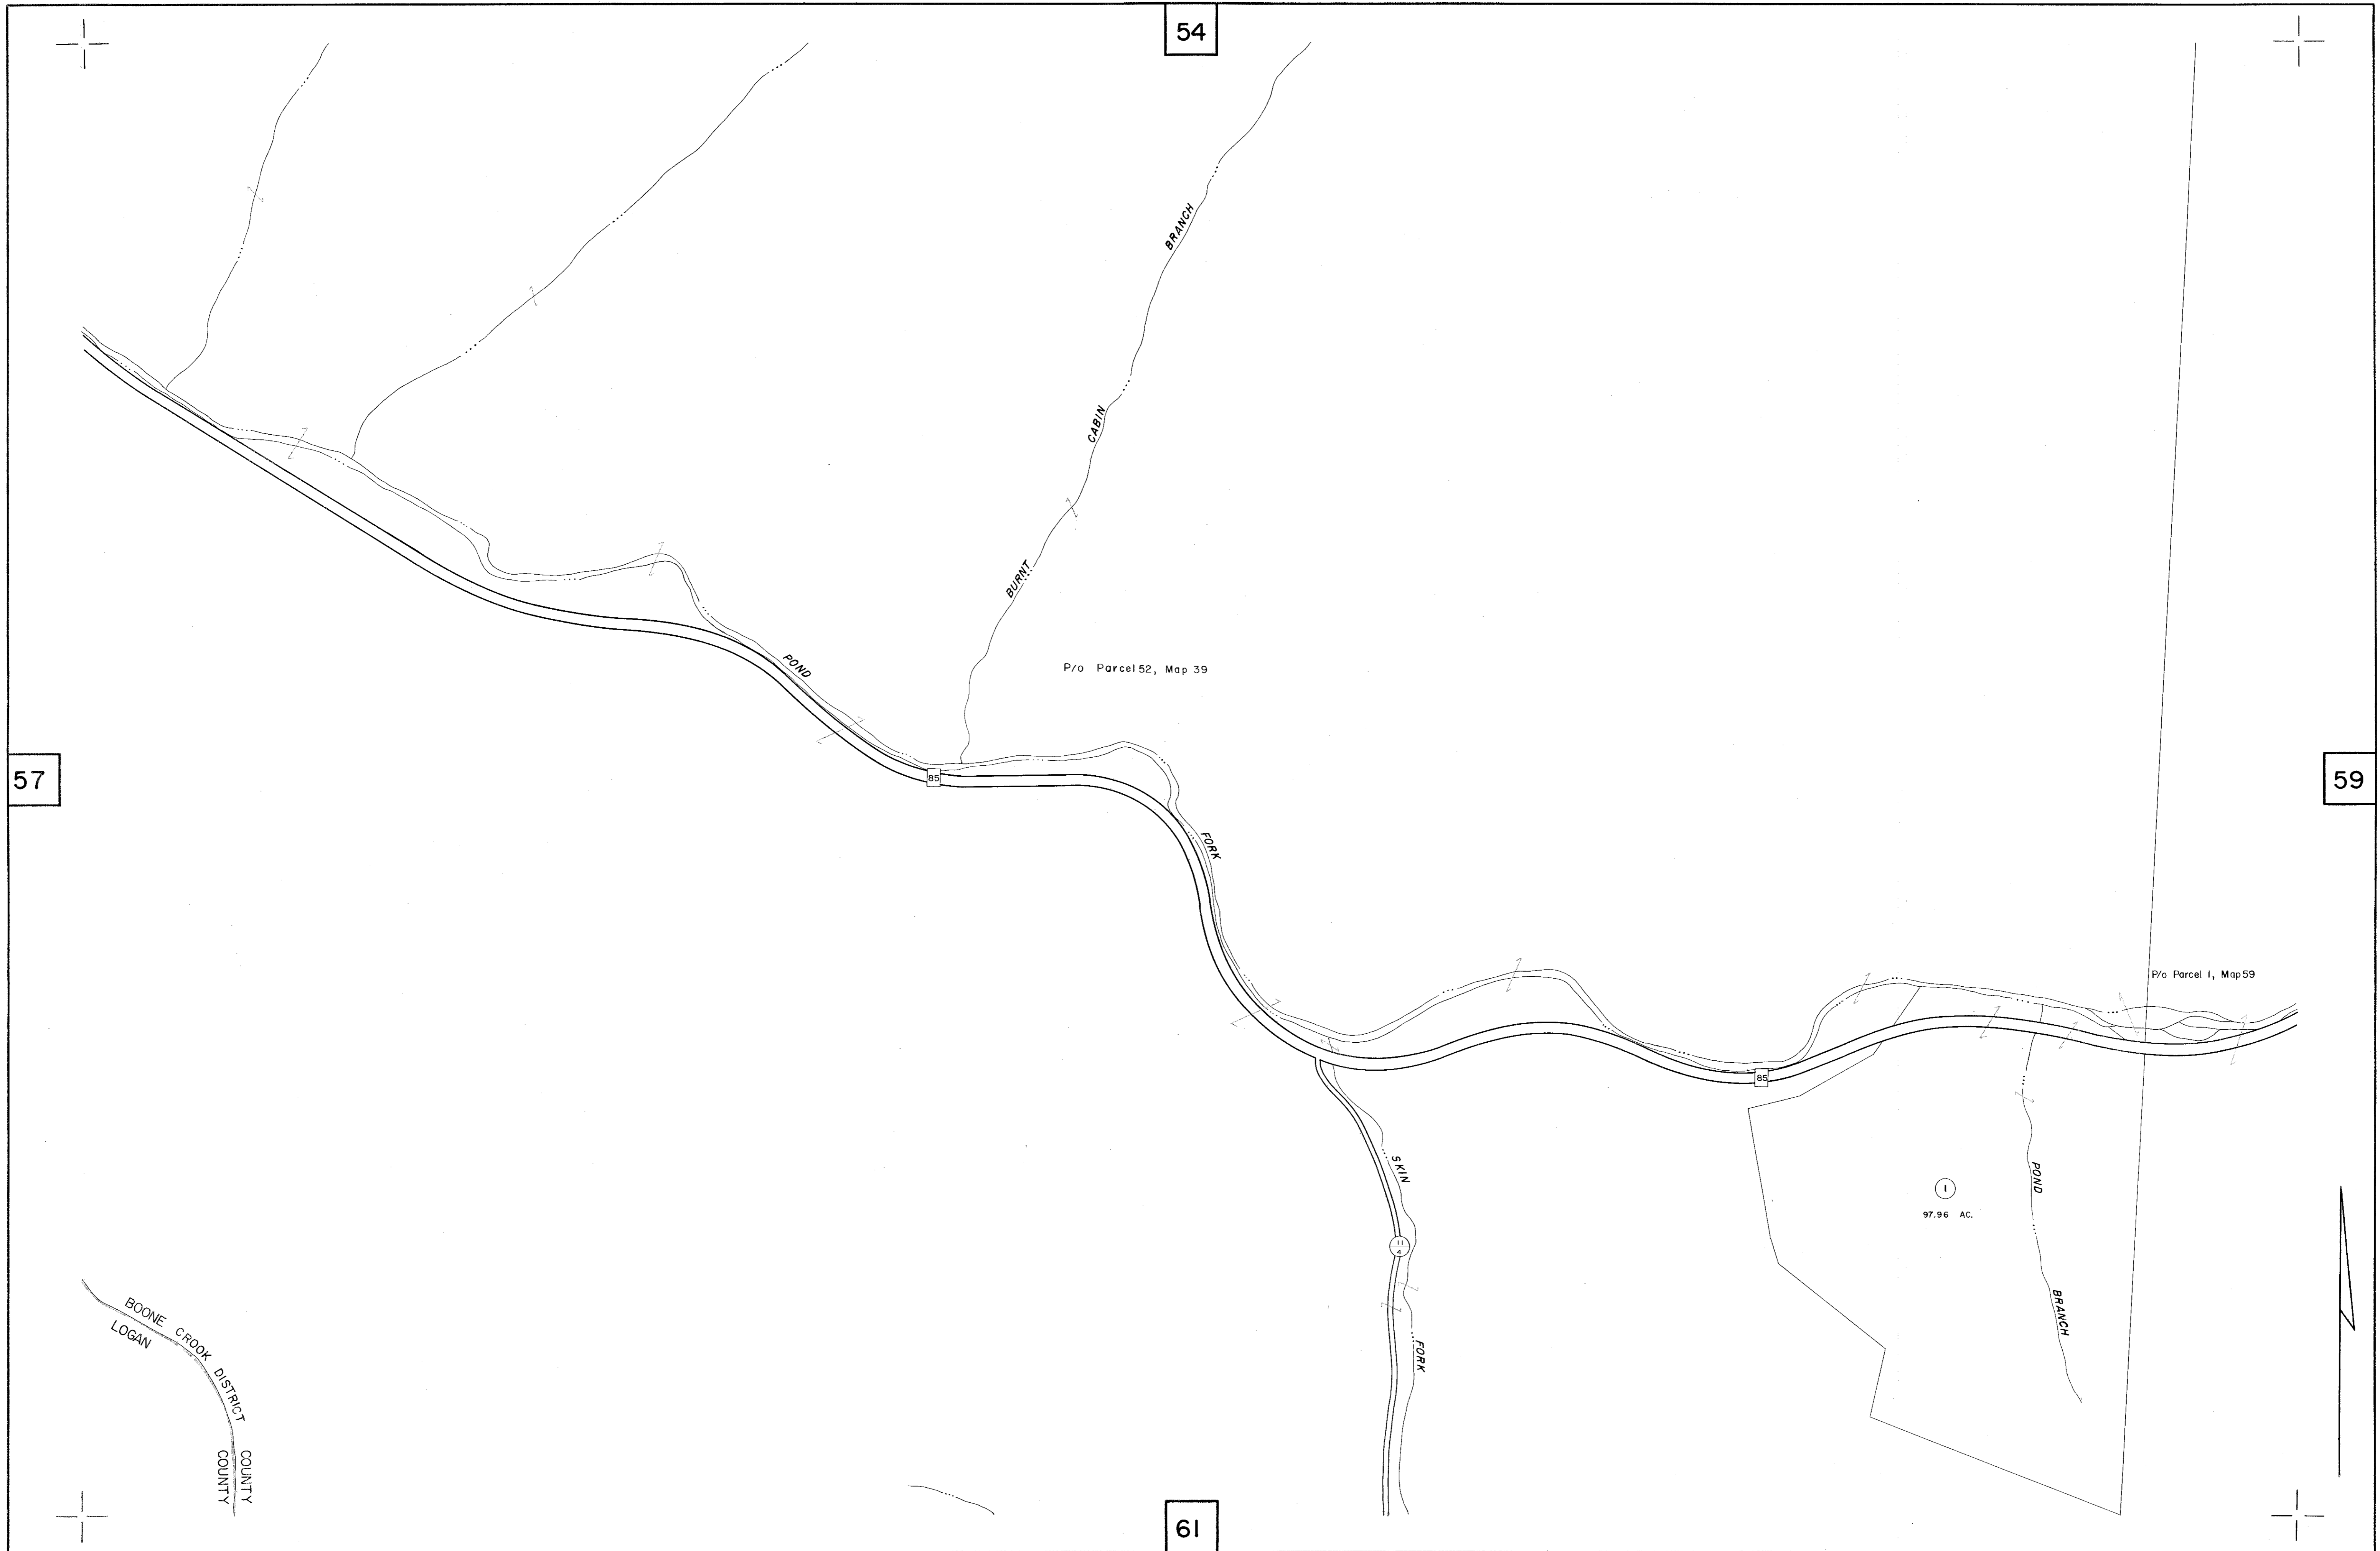 54
BURNT CABIN BRANCH
P/o Parcel 52, Map 39
57
59
POND FORK
85
P/o Parcel 1, Map 59
85
SKIN FORK
11
4
1
97.96 AC.
POND BRANCH
BOONE COUNTY
CROOK DISTRICT
LOGAN COUNTY
61